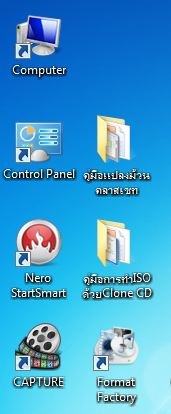 Computer
Control Panel
คู่มือแปลงม้วน
คลาสเซท
Nero
StartSmart
คู่มือการทำISO
ด้วยClone CD
CAPTURE
Format
Factory